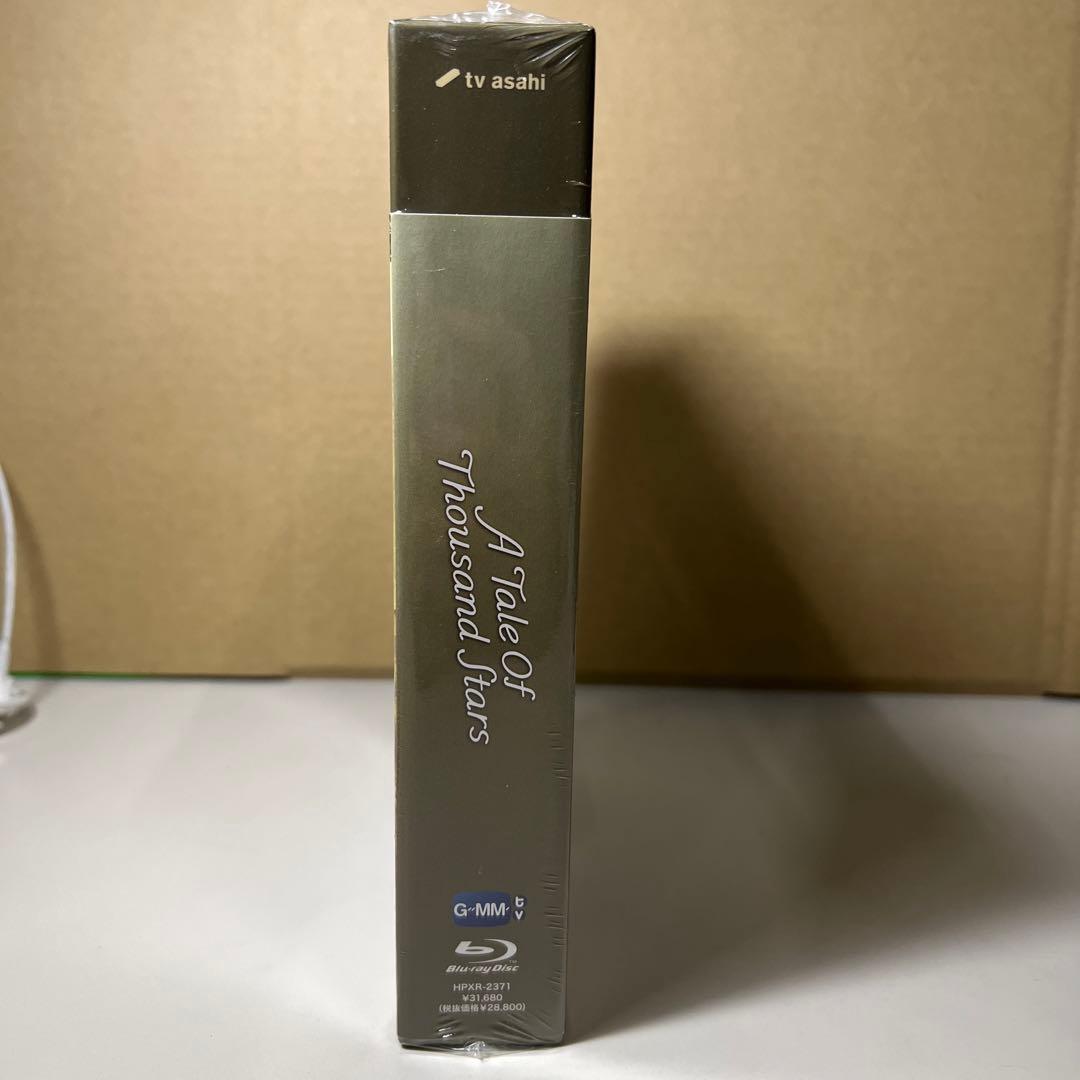 tv asahi
A Tale Of
Thousand Stars
GMM tv
Blu-ray Disc™
HPXR-2371
¥31,680
(税抜価格¥28,800)